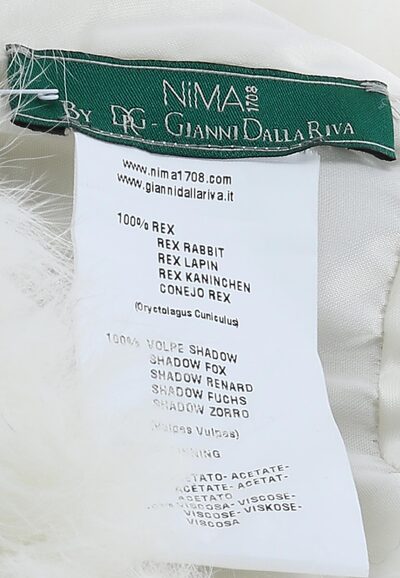 NiMA 1708
BY DRG - GIANNI DALLA RIVA
www.nima1708.com
www.giannidallariva.it
100% REX
REX RABBIT
REX LAPIN
REX KANINCHEN
CONEJO REX
(Oryctolagus Cuniculus)
100% VOLPE SHADOW
SHADOW FOX
SHADOW RENARD
SHADOW FUCHS
SHADOW ZORRO
(Vulpes Vulpes)
ACETATE-
ACETATE- ACETAT-
ACETATO
VISCOSE-
VISCOSE- VISKOSE-
VISCOSA